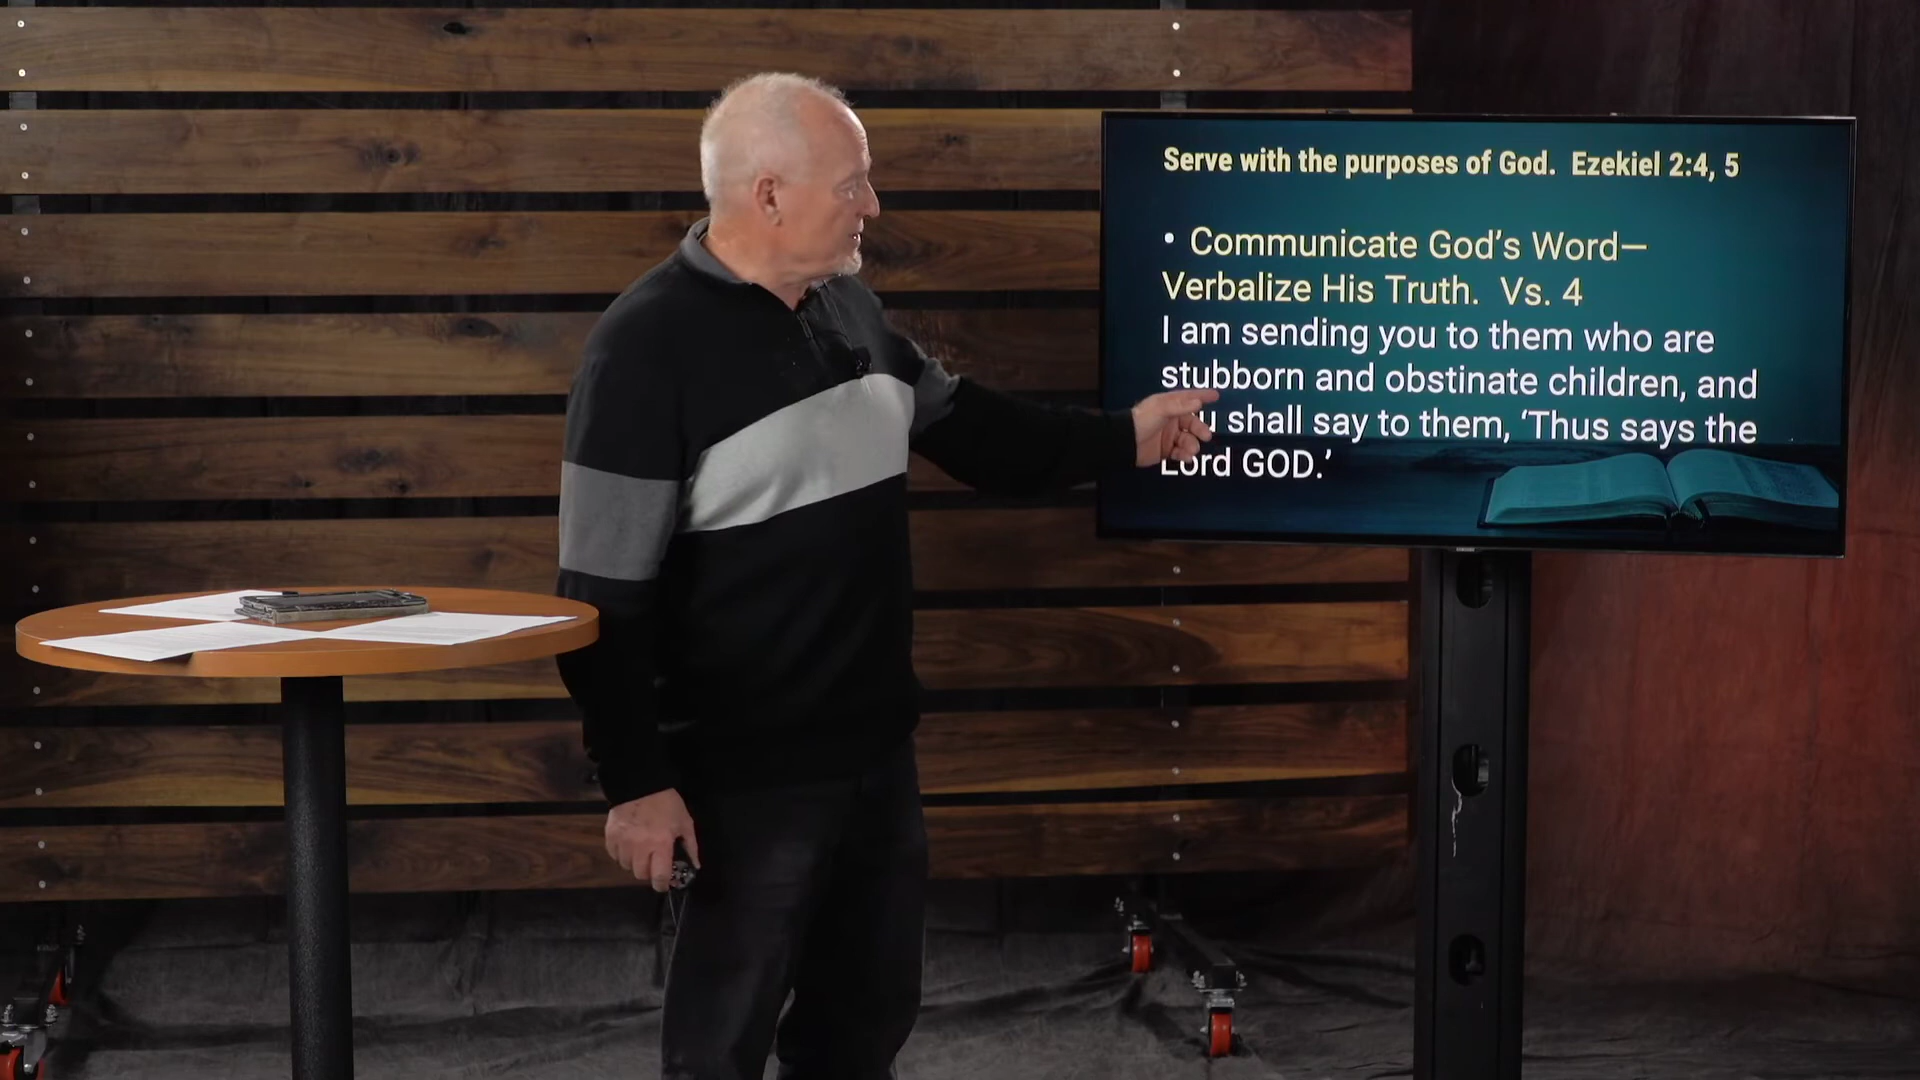 Serve with the purposes of God. Ezekiel 2:4, 5
• Communicate God's Word—
Verbalize His Truth. Vs. 4
I am sending you to them who are
stubborn and obstinate children, and
shall say to them, ‘Thus says the
Lord GOD.’